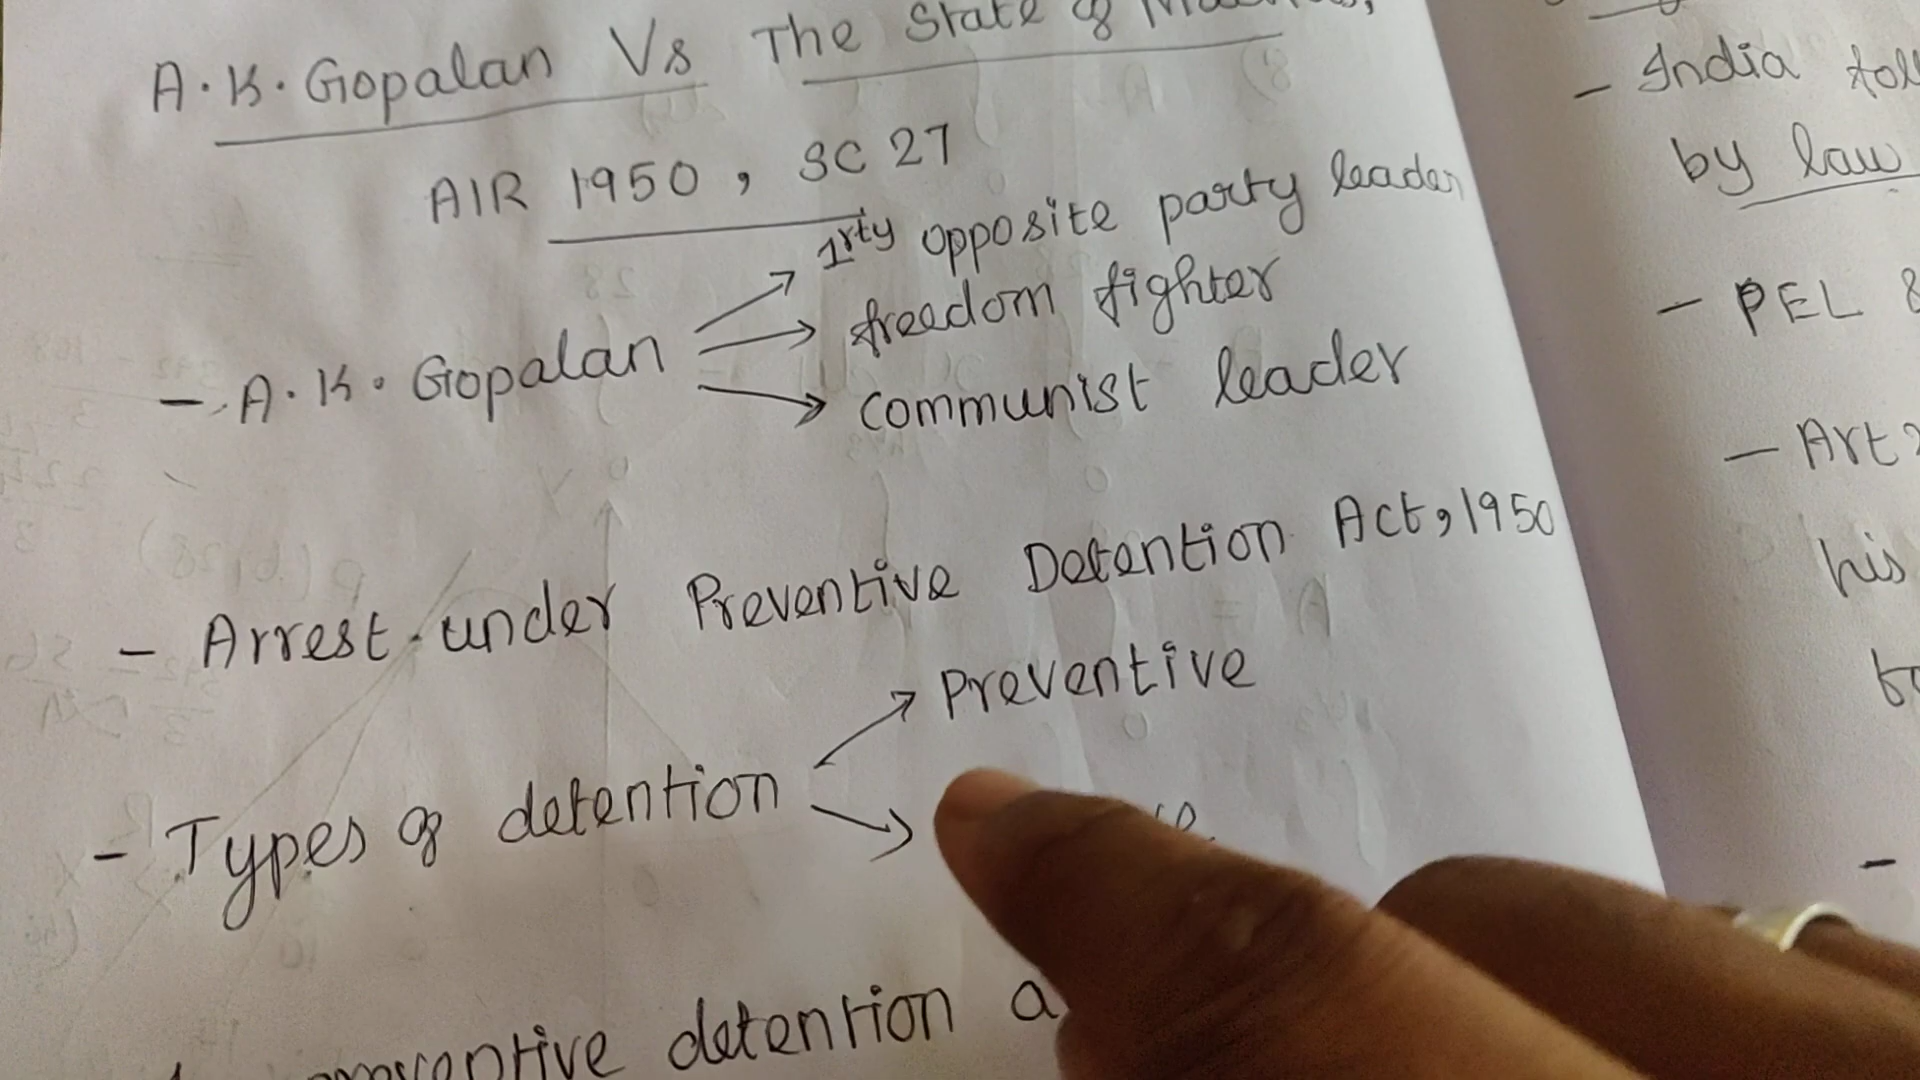 A.K. Gopalan Vs The State of
AIR 1950, SC 27
- A.K. Gopalan → 1rty opposite party leader
→ freedom fighter
→ communist leader
- Arrest under Preventive Detention Act, 1950
- Types of detention → Preventive
→
detention a
- India
by law
- PEL &
- Art
his
-